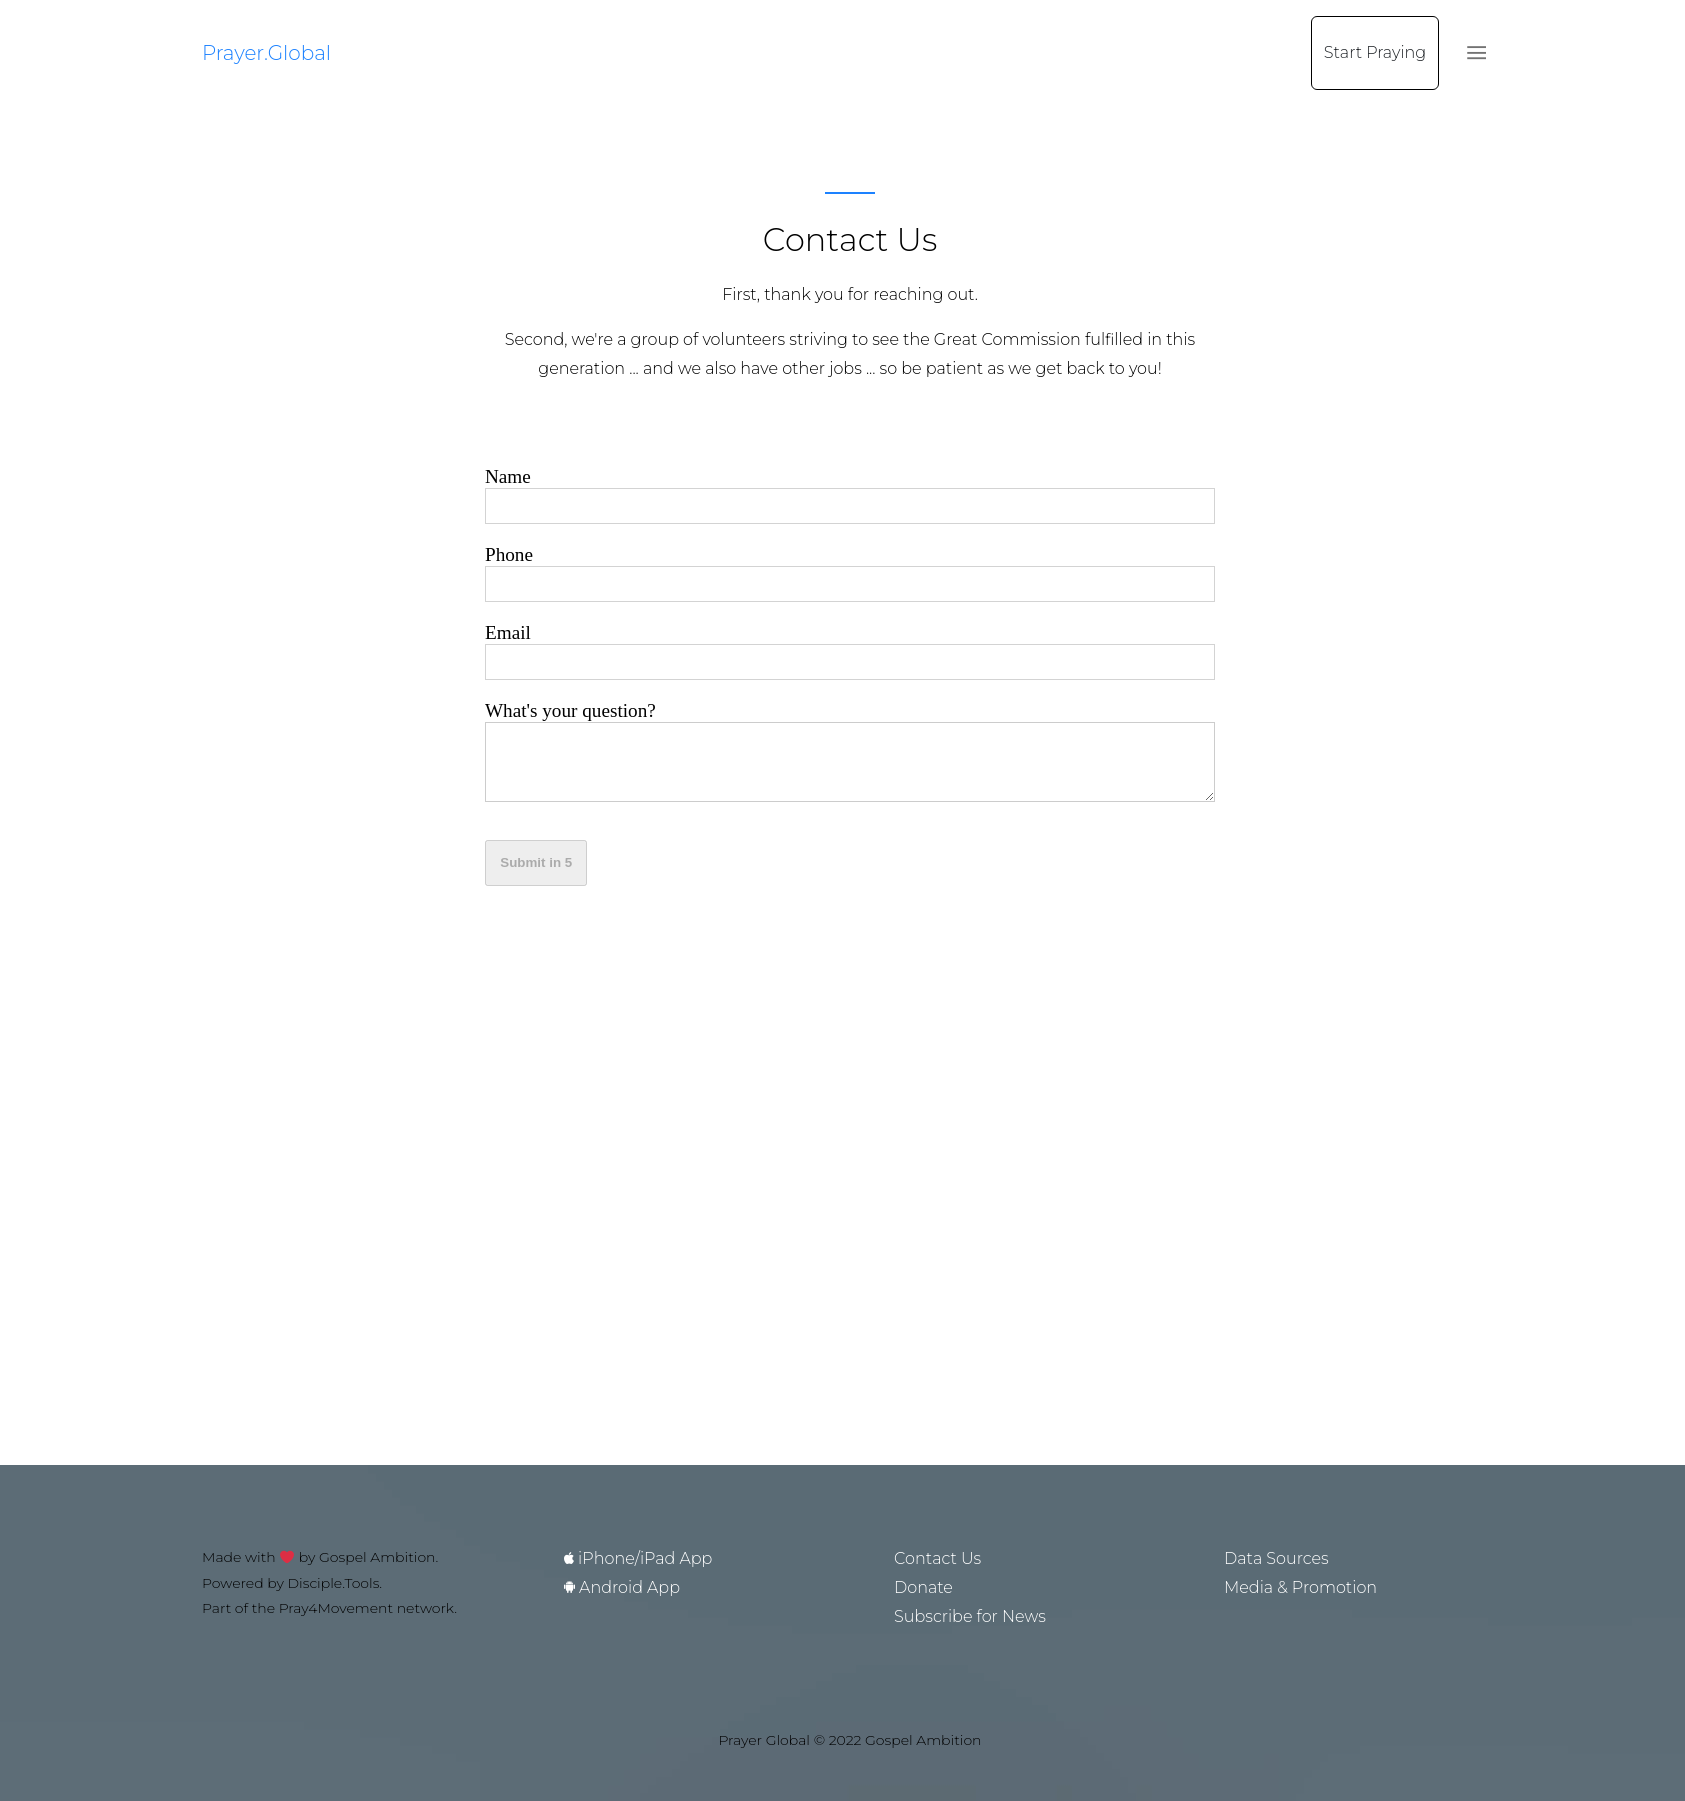 Prayer.Global
Start Praying
Contact Us
First, thank you for reaching out.
Second, we're a group of volunteers striving to see the Great Commission fulfilled in this
generation ... and we also have other jobs ... so be patient as we get back to you!
Name
Phone
Email
What's your question?
Submit in 5
Made with ❤ by Gospel Ambition.
Powered by Disciple.Tools.
Part of the Pray4Movement network.
iPhone/iPad App
Android App
Contact Us
Donate
Subscribe for News
Data Sources
Media & Promotion
Prayer Global © 2022 Gospel Ambition